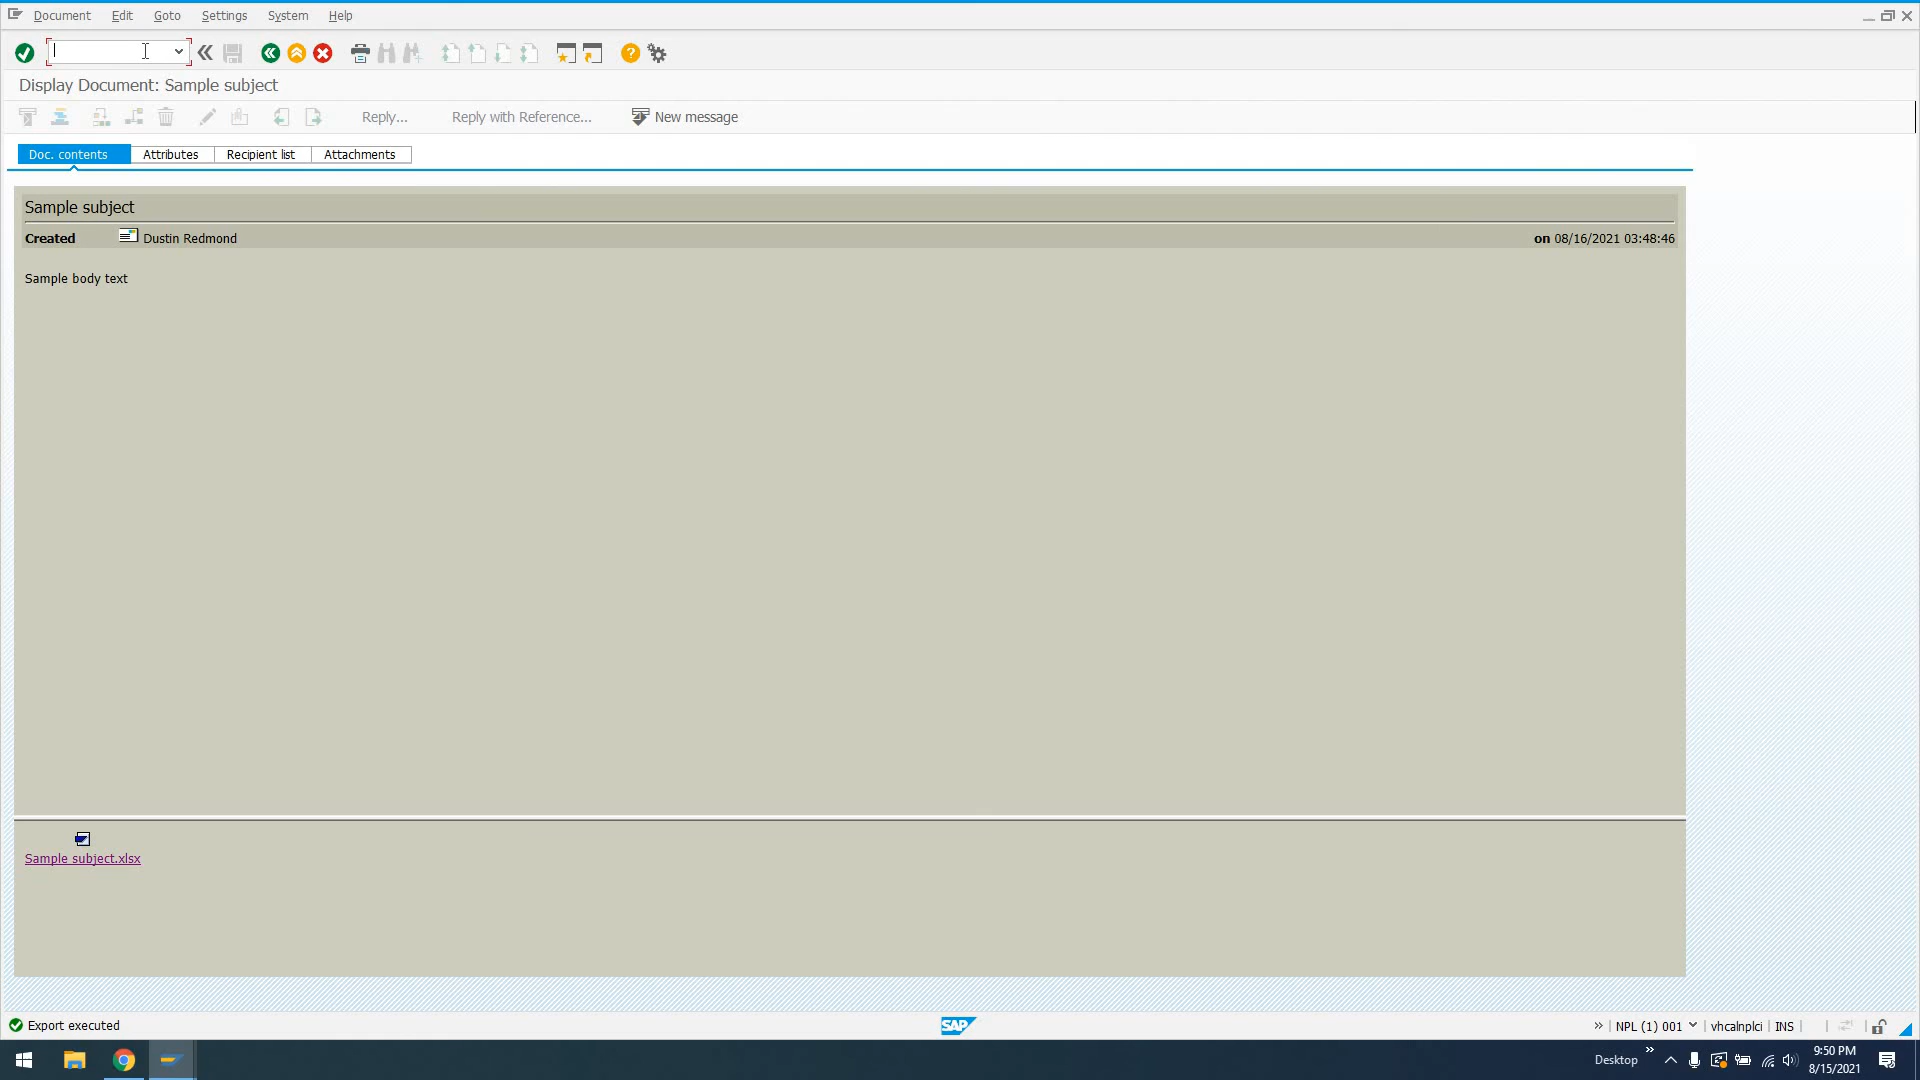 Document Edit Goto Settings System Help
Display Document: Sample subject
Reply... Reply with Reference... New message
Doc. contents Attributes Recipient list Attachments
Sample subject
Created Dustin Redmond on 08/16/2021 03:48:46
Sample body text
Sample subject.xlsx
Export executed SAP NPL (1) 001 vhcalnplci INS
Desktop 9:50 PM
8/15/2021